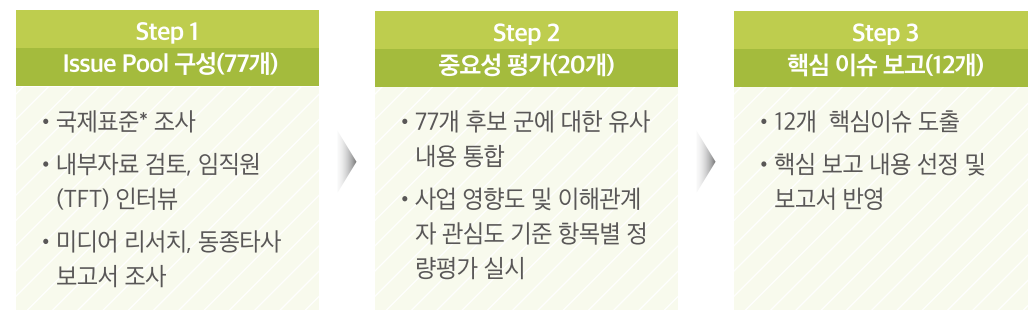 Step 1
Issue Pool 구성(77개)
• 국제표준* 조사
• 내부자료 검토, 임직원
(TFT) 인터뷰
• 미디어 리서치, 동종타사
보고서 조사
Step 2
중요성 평가(20개)
• 77개 후보 군에 대한 유사
내용 통합
• 사업 영향도 및 이해관계
자 관심도 기준 항목별 정
량평가 실시
Step 3
핵심 이슈 보고(12개)
• 12개 핵심이슈 도출
• 핵심 보고 내용 선정 및
보고서 반영